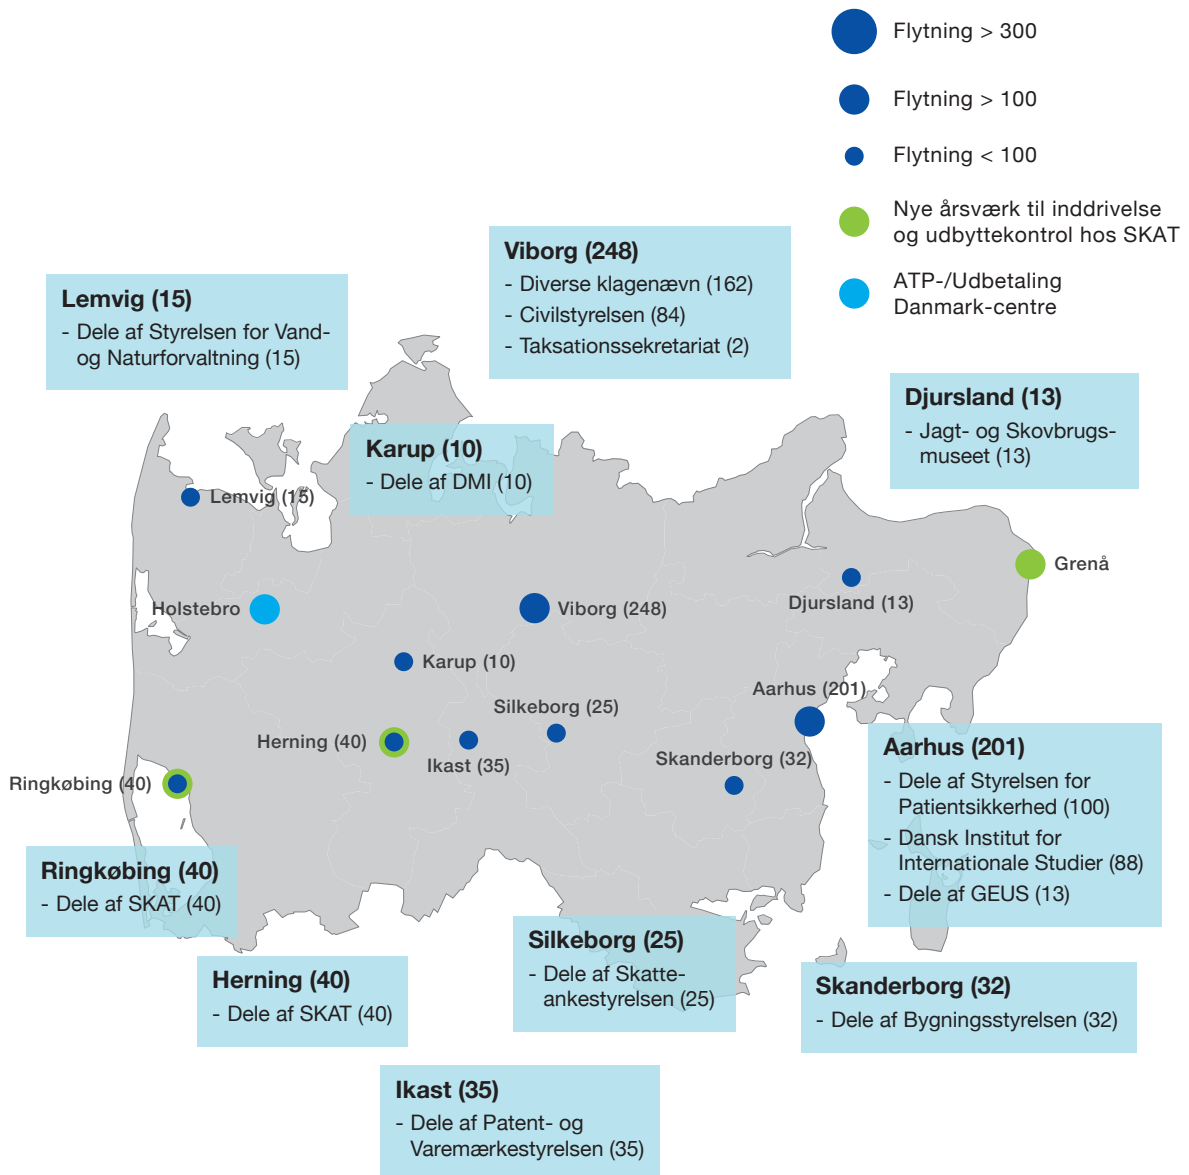 Flytning > 300
Flytning > 100
Flytning < 100
Nye årsværk til inddrivelse
og udbyttekontrol hos SKAT
ATP-/Udbetaling
Danmark-centre
Viborg (248)
- Diverse klagenævn (162)
- Civilstyrelsen (84)
- Taksationssekretariat (2)
Lemvig (15)
- Dele af Styrelsen for Vand-
og Naturforvaltning (15)
Djursland (13)
- Jagt- og Skovbrugs-
museet (13)
Karup (10)
- Dele af DMI (10)
Lemvig (15)
Grenå
Holstebro
Viborg (248)
Djursland (13)
Karup (10)
Aarhus (201)
Silkeborg (25)
Herning (40)
Ikast (35)
Skanderborg (32)
Ringkøbing (40)
Aarhus (201)
- Dele af Styrelsen for
Patientsikkerhed (100)
- Dansk Institut for
Internationale Studier (88)
- Dele af GEUS (13)
Ringkøbing (40)
- Dele af SKAT (40)
Silkeborg (25)
- Dele af Skatte-
ankestyrelsen (25)
Herning (40)
- Dele af SKAT (40)
Skanderborg (32)
- Dele af Bygningsstyrelsen (32)
Ikast (35)
- Dele af Patent- og
Varemærkestyrelsen (35)